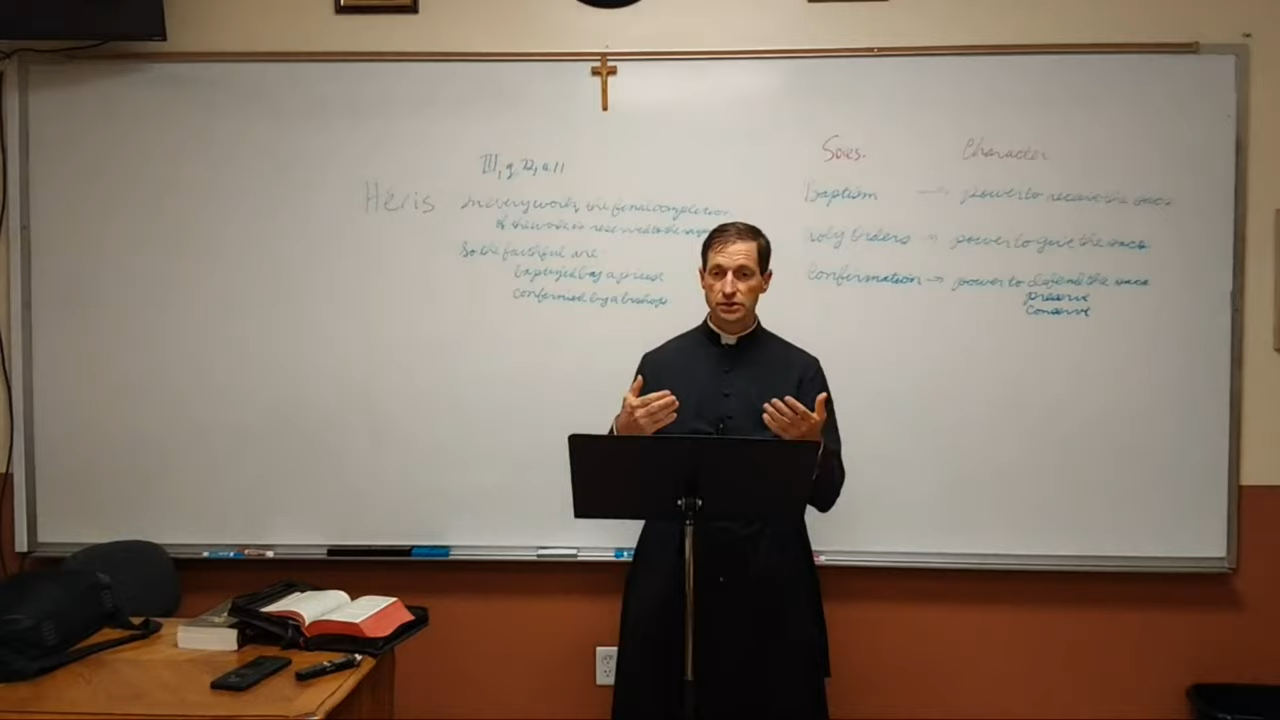 III, q 72, a.11
Héris In every work, the final completion
of the work is reserved to the
So the faithful are:
baptized by a priest
confirmed by a bishop
Sacs. Character
Baptism → power to receive the sacs
Holy Orders → power to give the sacs
Confirmation → power to defend the sacs
preserve
conserve